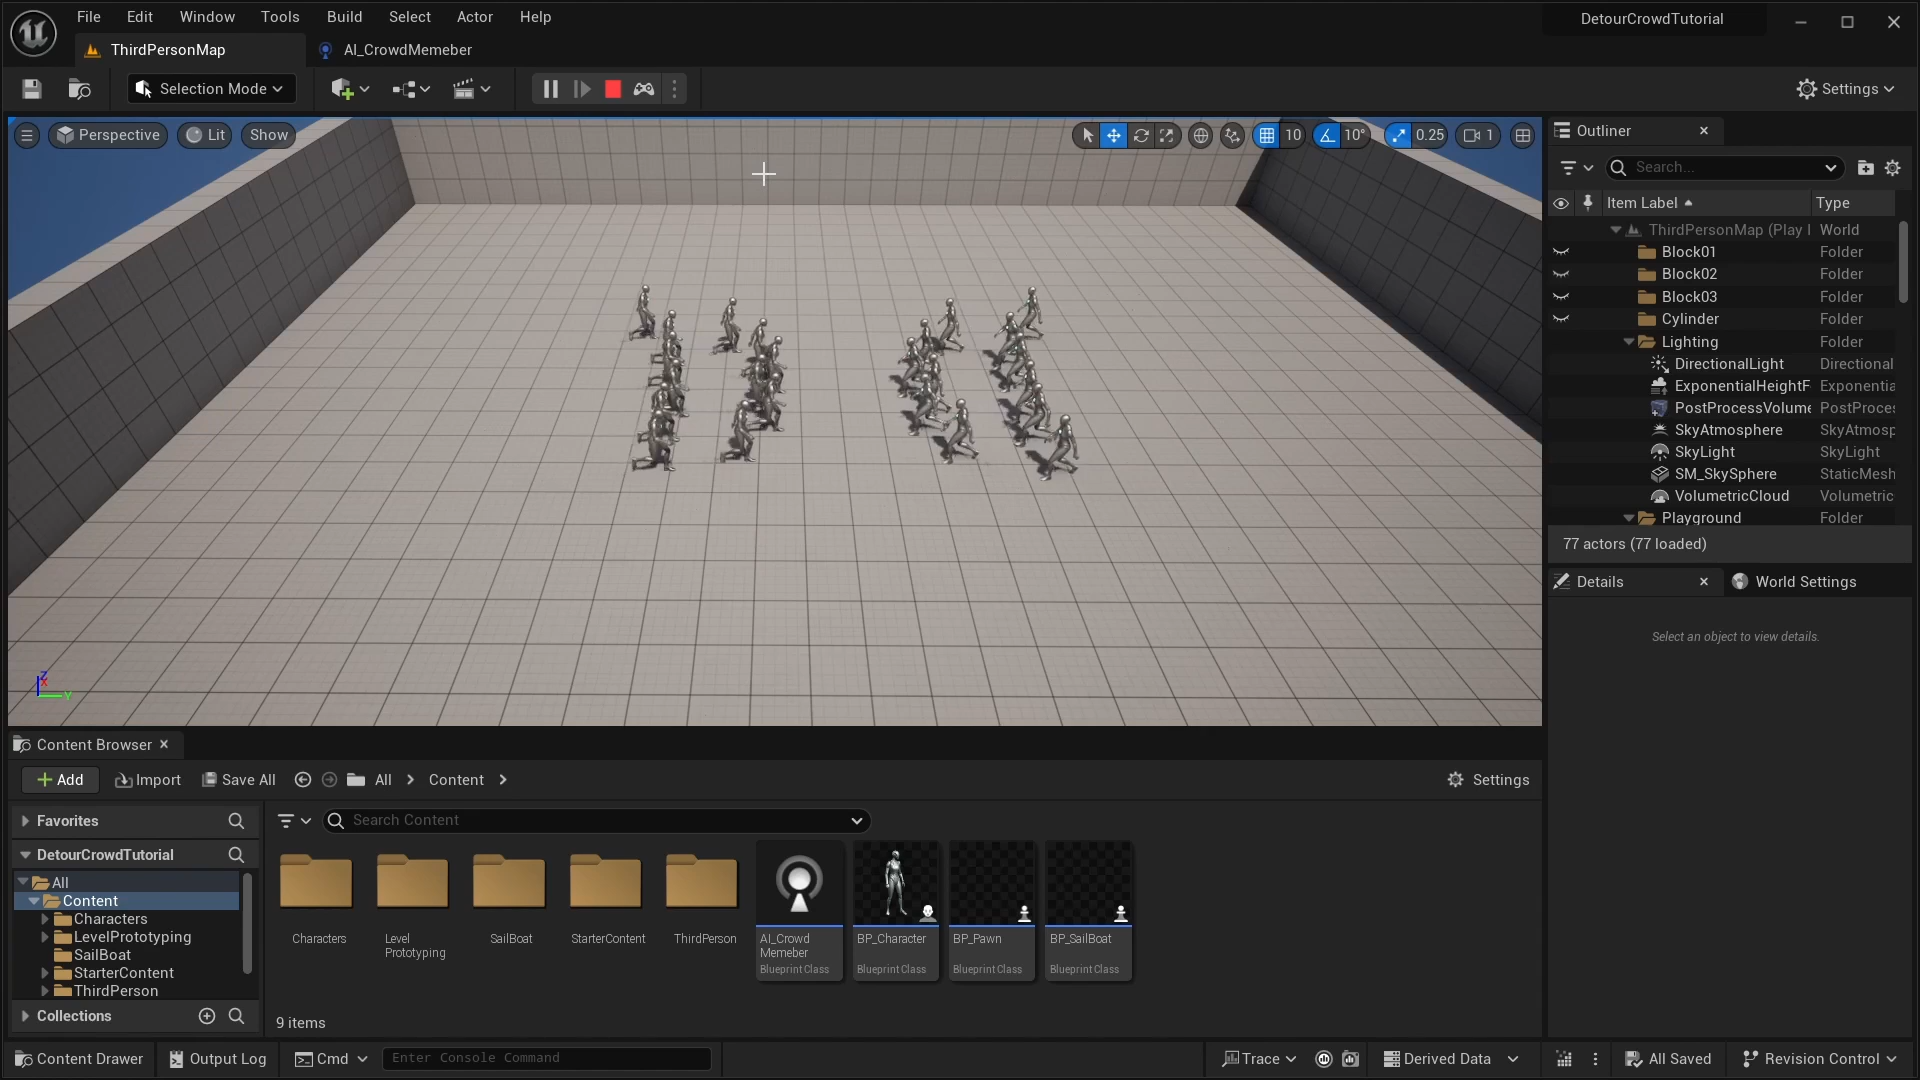 File Edit Window Tools Build Select Actor Help
DetourCrowdTutorial
ThirdPersonMap
AI_CrowdMemeber
Selection Mode
Settings
Perspective
Lit
Show
10
10°
0.25
1
Outliner
Search...
Item Label
Type
ThirdPersonMap (Play I World
Block01 Folder
Block02 Folder
Block03 Folder
Cylinder Folder
Lighting Folder
DirectionalLight Directional
ExponentialHeightF Exponentia
PostProcessVolume PostProces
SkyAtmosphere SkyAtmosp
SkyLight SkyLight
SM_SkySphere StaticMesh
VolumetricCloud Volumetric
Playground Folder
77 actors (77 loaded)
Details
World Settings
Select an object to view details.
Z
X
Y
Content Browser
Add
Import
Save All
All
Content
Settings
Favorites
Search Content
DetourCrowdTutorial
All
Content
Characters
LevelPrototyping
SailBoat
StarterContent
ThirdPerson
Collections
Characters
Level
Prototyping
SailBoat
StarterContent
ThirdPerson
AI_Crowd
Memeber
Blueprint Class
BP_Character
Blueprint Class
BP_Pawn
Blueprint Class
BP_SailBoat
Blueprint Class
9 items
Content Drawer
Output Log
Cmd
Enter Console Command
Trace
Derived Data
All Saved
Revision Control